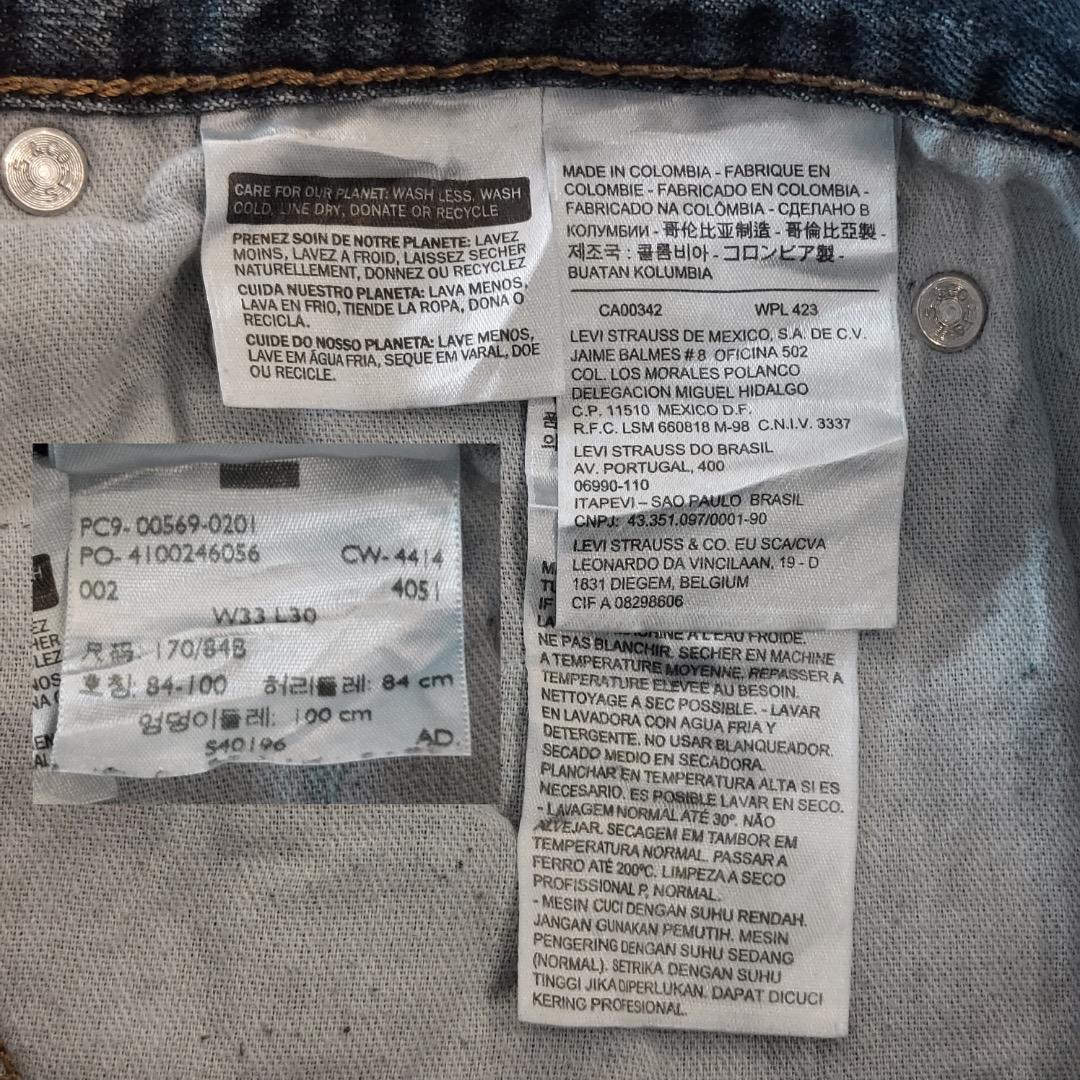 CARE FOR OUR PLANET: WASH LESS, WASH
COLD, LINE DRY, DONATE OR RECYCLE
PRENEZ SOIN DE NOTRE PLANETE: LAVEZ
MOINS, LAVEZ A FROID, LAISSEZ SECHER
NATURELLEMENT, DONNEZ OU RECYCLEZ
CUIDA NUESTRO PLANETA: LAVA MENOS,
LAVA EN FRIO, TIENDE LA ROPA, DONA O
RECICLA.
CUIDE DO NOSSO PLANETA: LAVE MENOS,
LAVE EM ÁGUA FRIA, SEQUE EM VARAL, DOE
OU RECICLE.
MADE IN COLOMBIA - FABRIQUE EN
COLOMBIE - FABRICADO EN COLOMBIA -
FABRICADO NA COLÔMBIA - СДЕЛАНО В
КОЛУМБИИ - 哥伦比亚制造 - 哥倫比亞製 -
제조국 : 콜롬비아 - コロンビア製 -
BUATAN KOLUMBIA
CA00342 WPL 423
LEVI STRAUSS DE MEXICO, S.A. DE C.V.
JAIME BALMES # 8 OFICINA 502
COL. LOS MORALES POLANCO
DELEGACION MIGUEL HIDALGO
C.P. 11510 MEXICO D.F.
R.F.C. LSM 660818 M-98 C.N.I.V. 3337
LEVI STRAUSS DO BRASIL
AV. PORTUGAL, 400
06990-110
ITAPEVI – SAO PAULO BRASIL
CNPJ: 43.351.097/0001-90
LEVI STRAUSS & CO. EU SCA/CVA
LEONARDO DA VINCILAAN, 19 - D
1831 DIEGEM, BELGIUM
CIF A 08298606
PC9- 00569-0201
PO- 4100246056 CW- 4414
002 4051
W33 L30
尺码: 170/84B
호칭: 84-100 허리둘레: 84 cm
엉덩이둘레: 100 cm
S40196 AD
A L'EAU FROIDE.
NE PAS BLANCHIR. SECHER EN MACHINE
A TEMPERATURE MOYENNE. REPASSER A
TEMPERATURE ELEVEE AU BESOIN.
NETTOYAGE A SEC POSSIBLE. - LAVAR
EN LAVADORA CON AGUA FRIA Y
DETERGENTE. NO USAR BLANQUEADOR.
SECADO MEDIO EN SECADORA.
PLANCHAR EN TEMPERATURA ALTA SI ES
NECESARIO. ES POSIBLE LAVAR EN SECO.
- LAVAGEM NORMAL ATÉ 30º. NÃO
ALVEJAR. SECAGEM EM TAMBOR EM
TEMPERATURA NORMAL. PASSAR A
FERRO ATÉ 200ºC. LIMPEZA A SECO
PROFISSIONAL P, NORMAL.
- MESIN CUCI DENGAN SUHU RENDAH.
JANGAN GUNAKAN PEMUTIH. MESIN
PENGERING DENGAN SUHU SEDANG
(NORMAL). SETRIKA DENGAN SUHU
TINGGI JIKA DIPERLUKAN. DAPAT DICUCI
KERING PROFESIONAL.